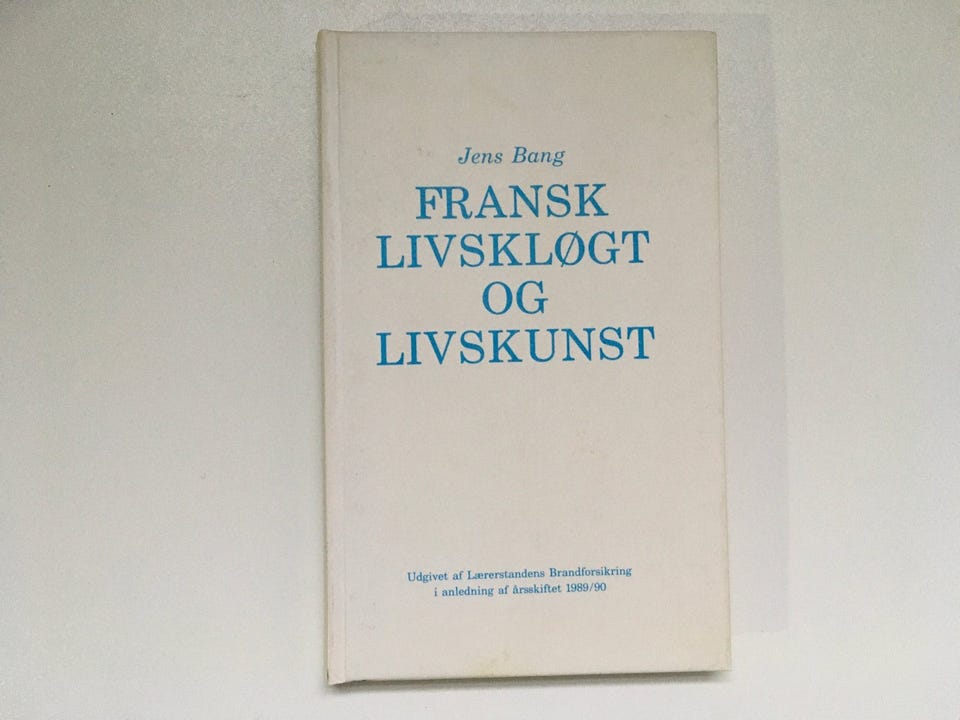 Jens Bang
FRANSK
LIVSKLØGT
OG
LIVSKUNST
Udgivet af Lærerstandens Brandforsikring
i anledning af årsskiftet 1989/90